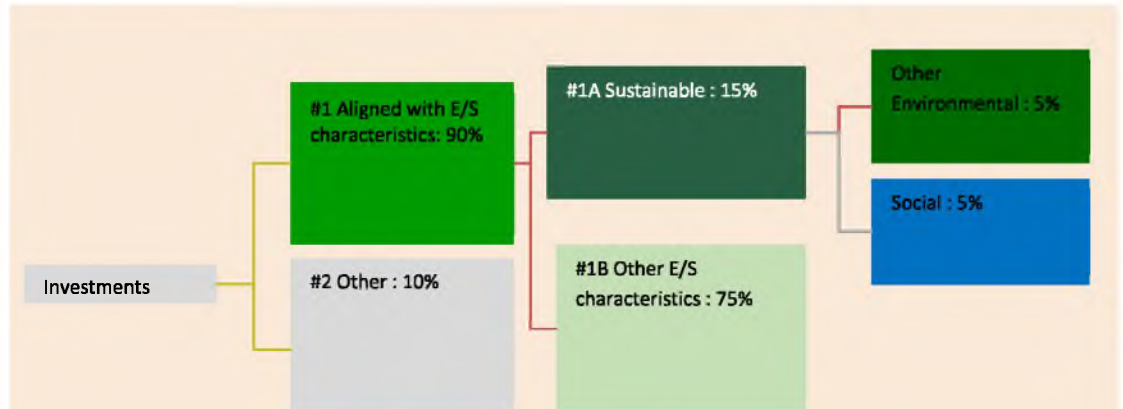 Investments
#1 Aligned with E/S
characteristics: 90%
#2 Other : 10%
#1A Sustainable : 15%
#1B Other E/S
characteristics : 75%
Other
Environmental : 5%
Social : 5%